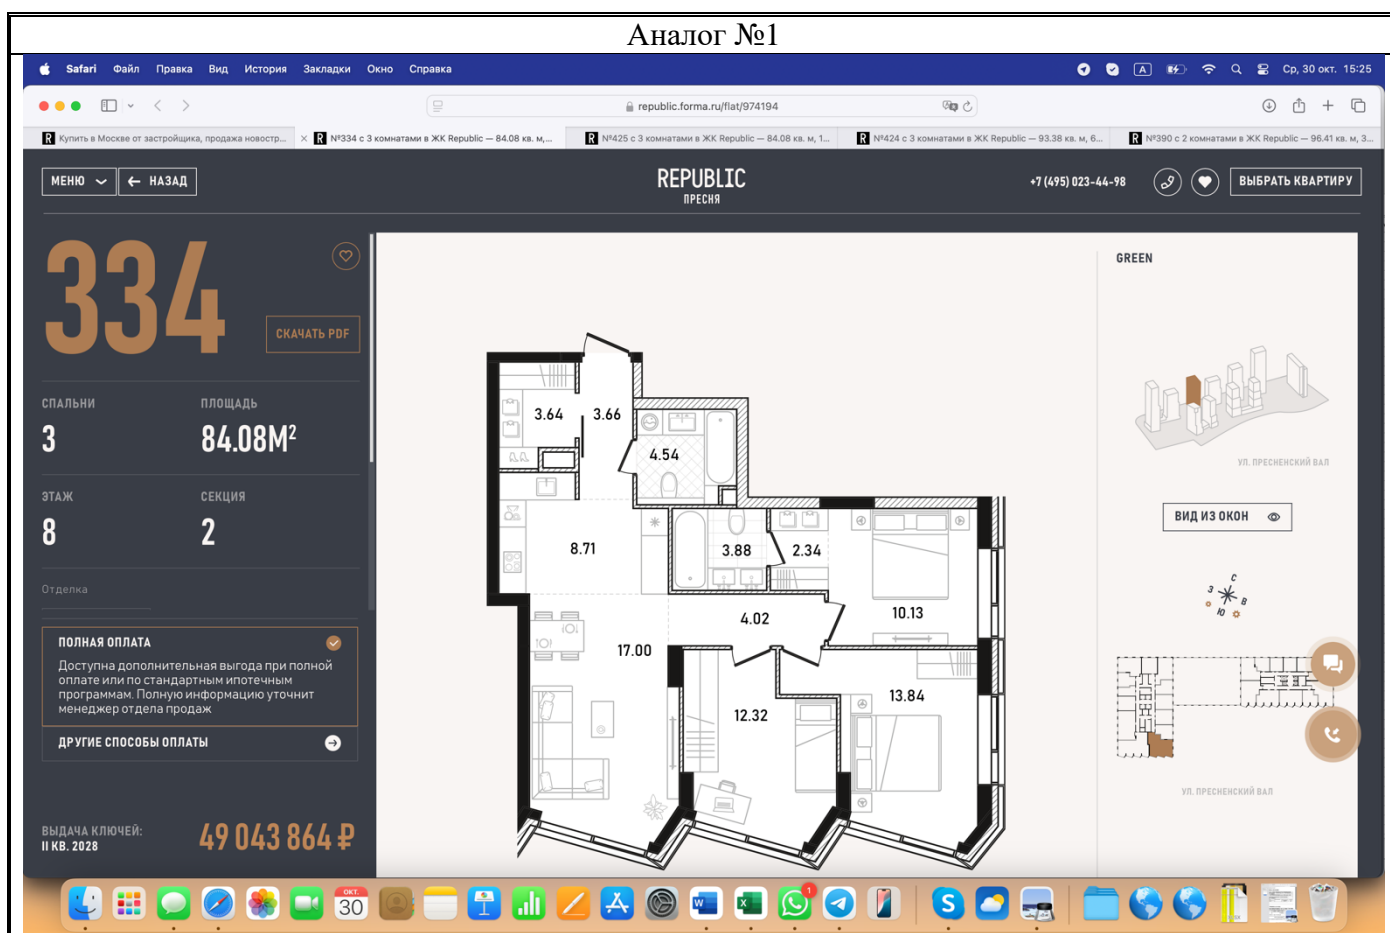 Аналог №1
Safari Файл Правка Вид История Закладки Окно Справка
A
Ср, 30 окт. 15:25
republic.forma.ru/flat/974194
R Купить в Москве от застройщика, продажа новостр...
R №334 с 3 комнатами в ЖК Republic — 84.08 кв. м,...
R №425 с 3 комнатами в ЖК Republic — 84.08 кв. м, 1...
R №424 с 3 комнатами в ЖК Republic — 93.38 кв. м, 6...
R №390 с 2 комнатами в ЖК Republic — 96.41 кв. м, 3...
МЕНЮ
НАЗАД
REPUBLIC
ПРЕСНЯ
+7 (495) 023-44-98
ВЫБРАТЬ КВАРТИРУ
334
СКАЧАТЬ PDF
СПАЛЬНИ ПЛОЩАДЬ
3 84.08М²
ЭТАЖ СЕКЦИЯ
8 2
Отделка
ПОЛНАЯ ОПЛАТА
Доступна дополнительная выгода при полной
оплате или по стандартным ипотечным
программам. Полную информацию уточнит
менеджер отдела продаж
ДРУГИЕ СПОСОБЫ ОПЛАТЫ
ВЫДАЧА КЛЮЧЕЙ:
II КВ. 2028
49 043 864 ₽
3.64 3.66
4.54
8.71 3.88 2.34
4.02 10.13
17.00
12.32 13.84
GREEN
УЛ. ПРЕСНЕНСКИЙ ВАЛ
ВИД ИЗ ОКОН
С
З
В
Ю
УЛ. ПРЕСНЕНСКИЙ ВАЛ
ОКТ.
30
W
X
1
S